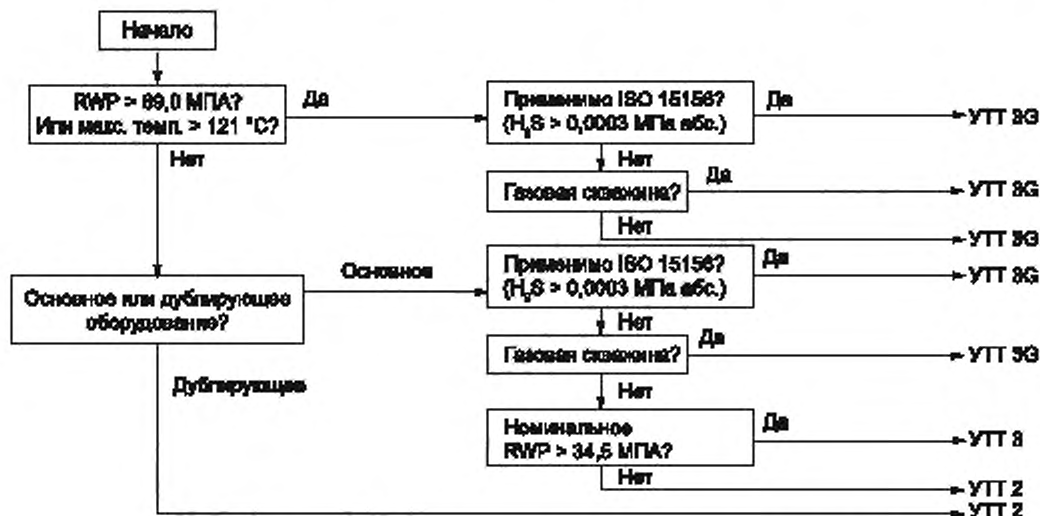 Начало
RWP > 69,0 МПА?
Или макс. темп. > 121 °C?
Да
Нет
Применимо ISO 15156?
(H₂S > 0,0003 МПа абс.)
Да
УТТ 3G
Нет
Газовая скважина?
Да
УТТ 3G
Нет
УТТ 3G
Основное или дублирующее
оборудование?
Основное
Дублирующее
Применимо ISO 15156?
(H₂S > 0,0003 МПа абс.)
Да
УТТ 3G
Нет
Газовая скважина?
Да
УТТ 3G
Нет
Номинальное
RWP > 34,5 МПА?
Да
УТТ 3
Нет
УТТ 2
УТТ 2